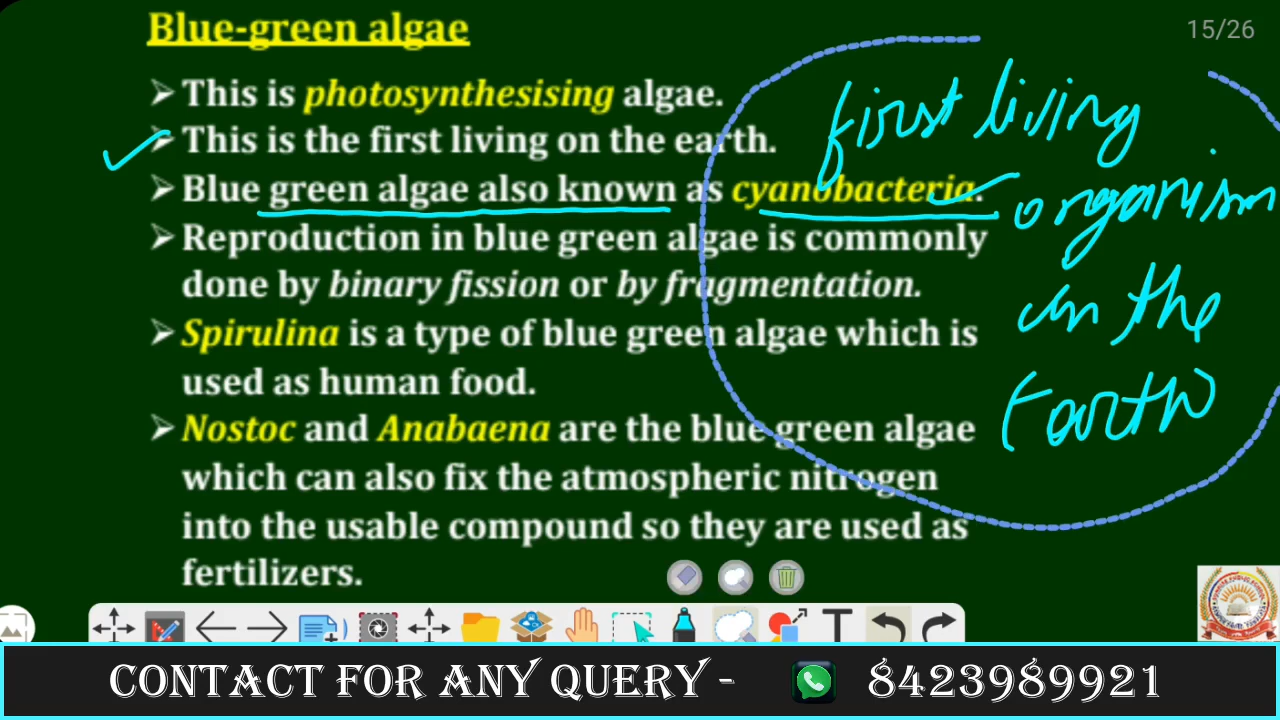 Blue-green algae
15/26
➤ This is photosynthesising algae.
➤ This is the first living on the earth.
➤ Blue green algae also known as cyanobacteria.
➤ Reproduction in blue green algae is commonly
done by binary fission or by fragmentation.
➤ Spirulina is a type of blue green algae which is
used as human food.
➤ Nostoc and Anabaena are the blue green algae
which can also fix the atmospheric nitrogen
into the usable compound so they are used as
fertilizers.
first living
organism
in the
Earth
CONTACT FOR ANY QUERY - 8423989921